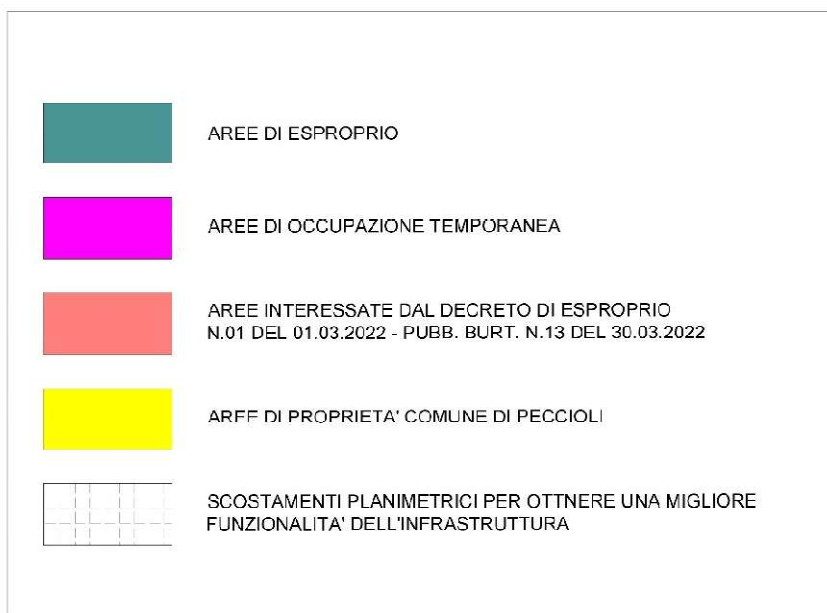 AREE DI ESPROPRIO
AREE DI OCCUPAZIONE TEMPORANEA
AREE INTERESSATE DAL DECRETO DI ESPROPRIO
N.01 DEL 01.03.2022 - PUBB. BURT. N.13 DEL 30.03.2022
AREE DI PROPRIETA' COMUNE DI PECCIOLI
SCOSTAMENTI PLANIMETRICI PER OTTNERE UNA MIGLIORE
FUNZIONALITA' DELL'INFRASTRUTTURA